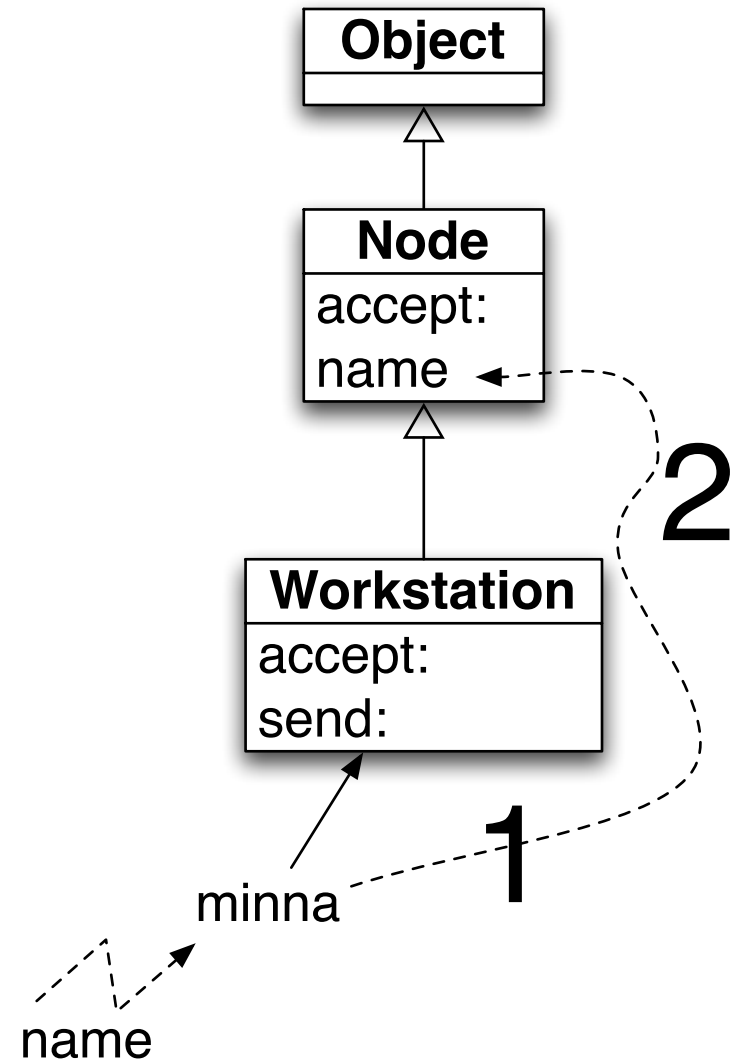 Object
Node
accept:
name
2
Workstation
accept:
send:
1
minna
name